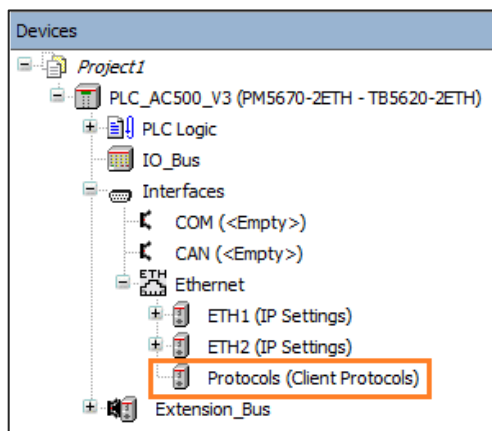 Devices
Project1
PLC_AC500_V3 (PM5670-2ETH - TB5620-2ETH)
PLC Logic
IO_Bus
Interfaces
COM (<Empty>)
CAN (<Empty>)
ETH
Ethernet
ETH1 (IP Settings)
ETH2 (IP Settings)
Protocols (Client Protocols)
Extension_Bus